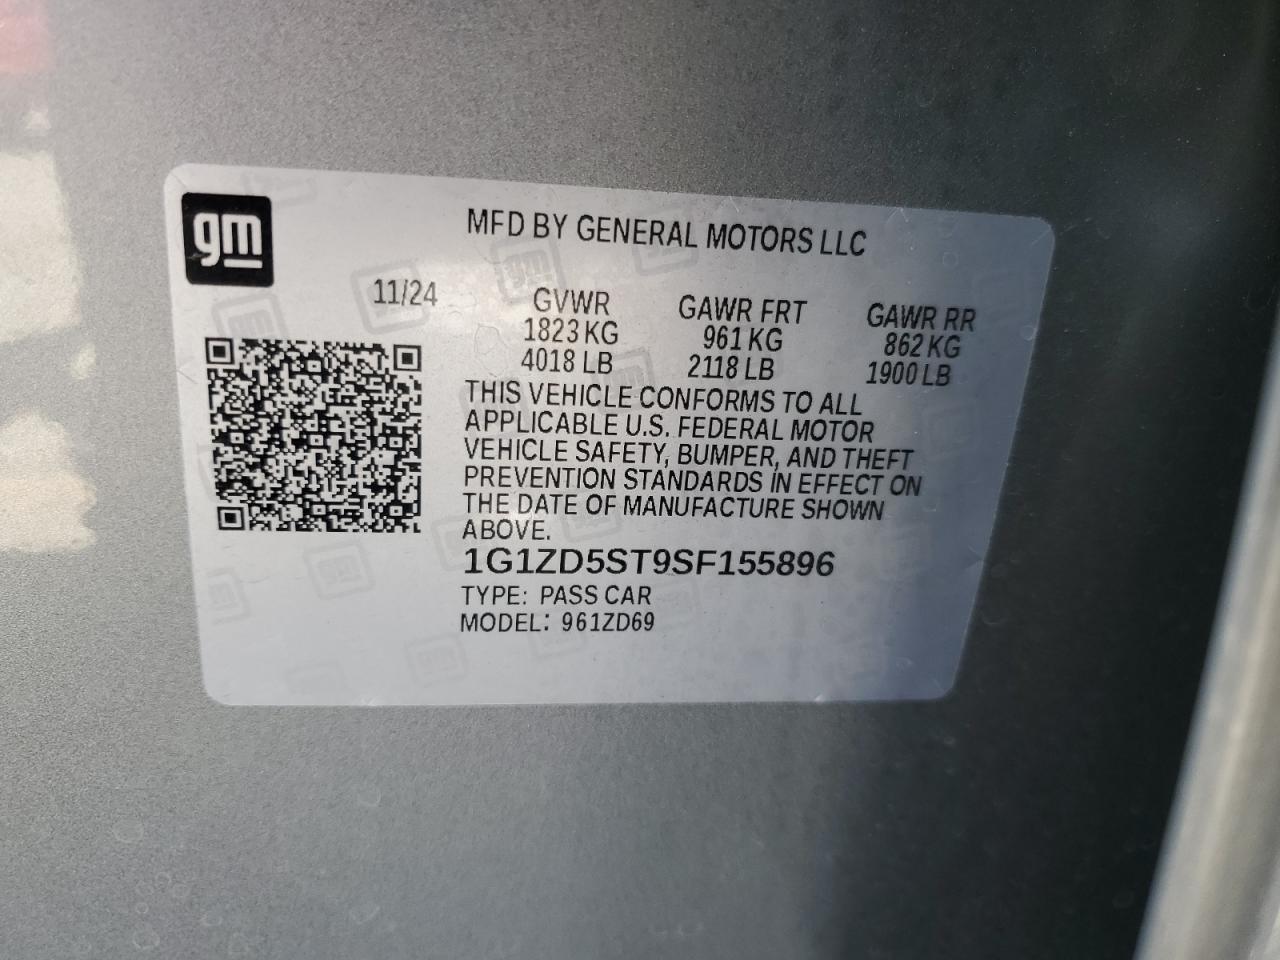 gm
MFD BY GENERAL MOTORS LLC
11/24
GVWR
1823 KG
4018 LB
GAWR FRT
961 KG
2118 LB
GAWR RR
862 KG
1900 LB
THIS VEHICLE CONFORMS TO ALL
APPLICABLE U.S. FEDERAL MOTOR
VEHICLE SAFETY, BUMPER, AND THEFT
PREVENTION STANDARDS IN EFFECT ON
THE DATE OF MANUFACTURE SHOWN
ABOVE.
1G1ZD5ST9SF155896
TYPE: PASS CAR
MODEL: 961ZD69